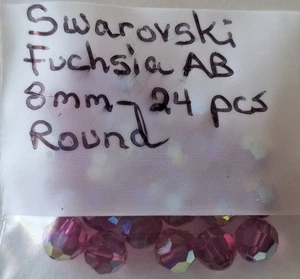 Swarovski
Fuchsia AB
8mm - 24 pcs
Round